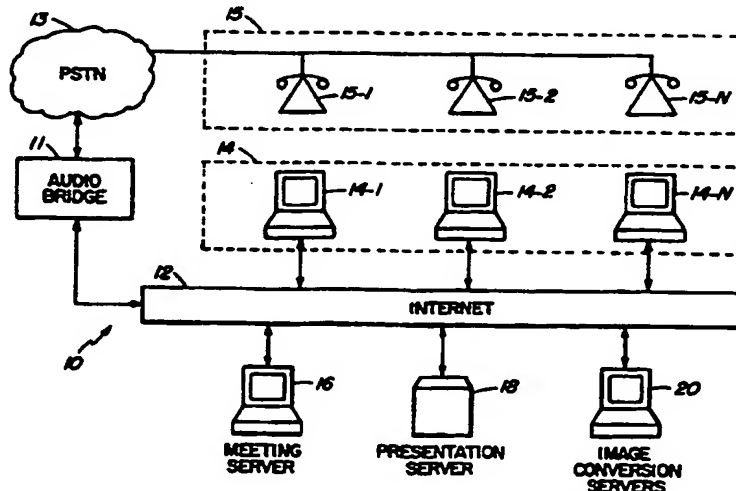 13
PSTN
15
15-1
15-2
15-N
11
AUDIO
BRIDGE
14
14-1
14-2
14-N
12
INTERNET
10
16
18
20
MEETING
SERVER
PRESENTATION
SERVER
IMAGE
CONVERSION
SERVERS